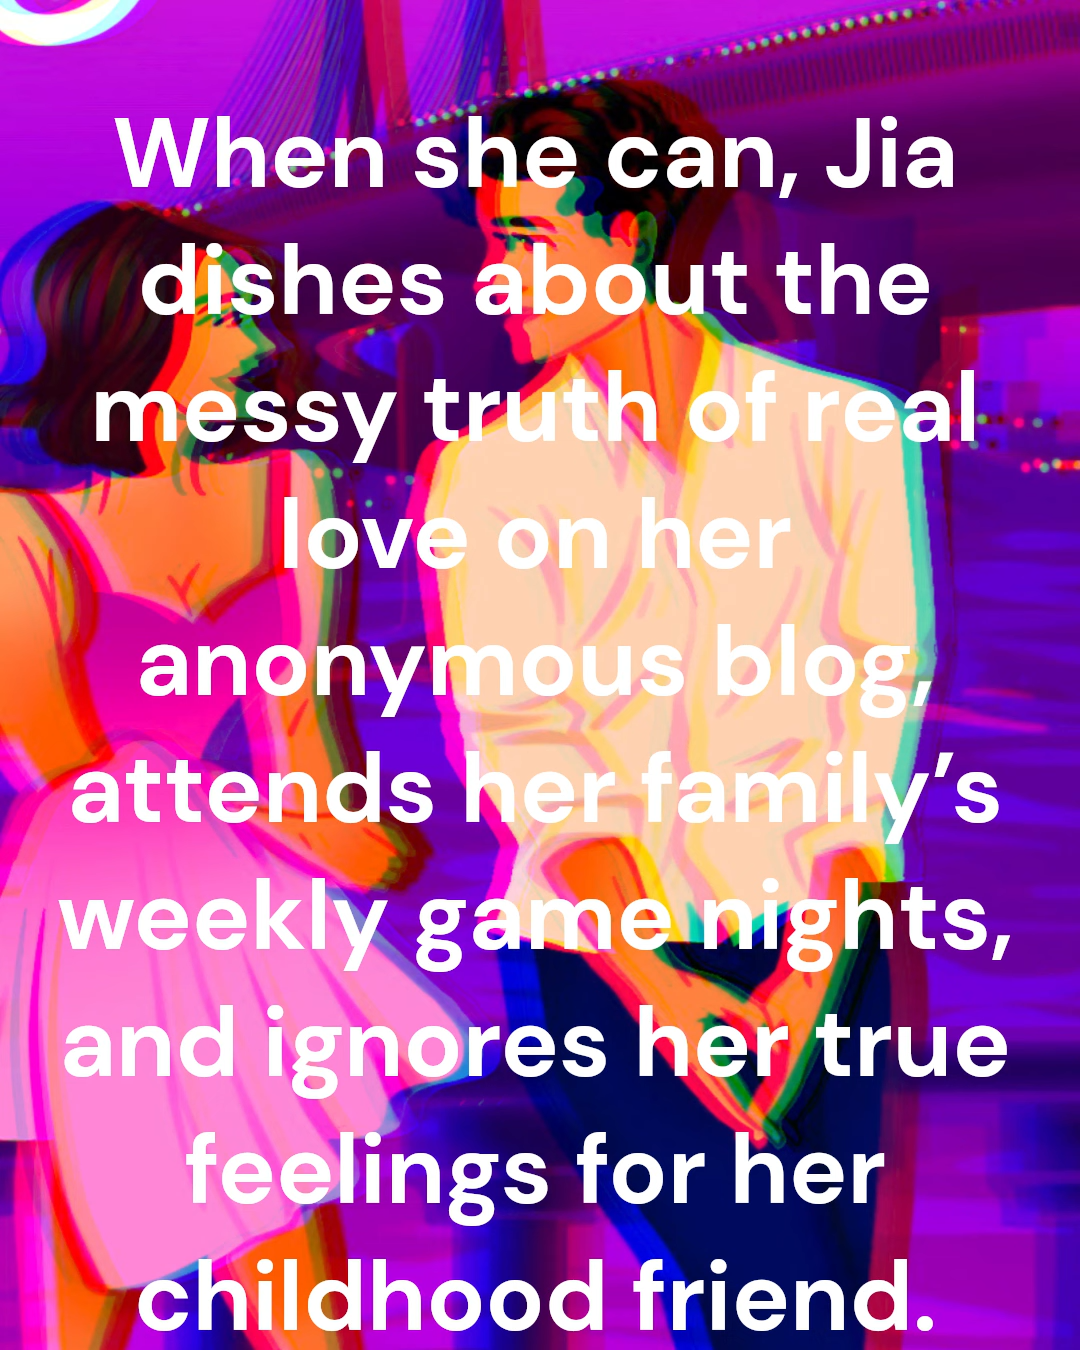 When she can, Jia
dishes about the
messy truth of real
love on her
anonymous blog,
attends her family’s
weekly game nights,
and ignores her true
feelings for her
childhood friend.